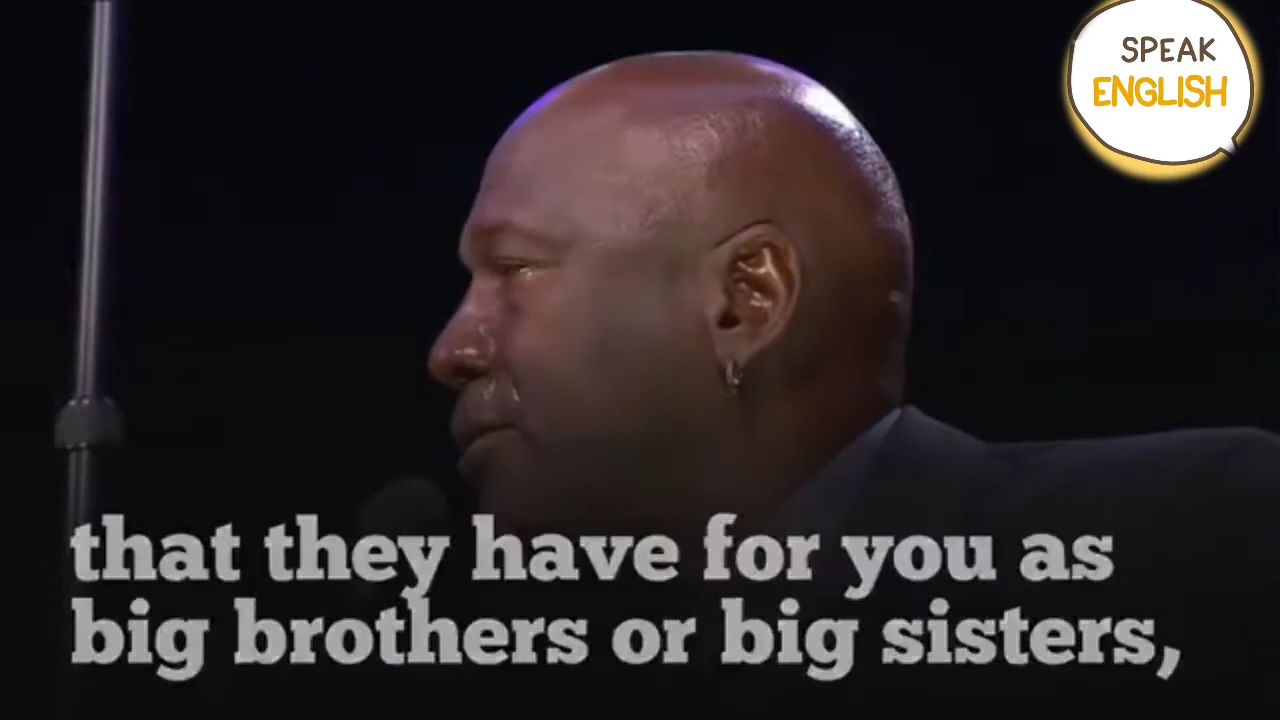 SPEAK
ENGLISH
that they have for you as
big brothers or big sisters,